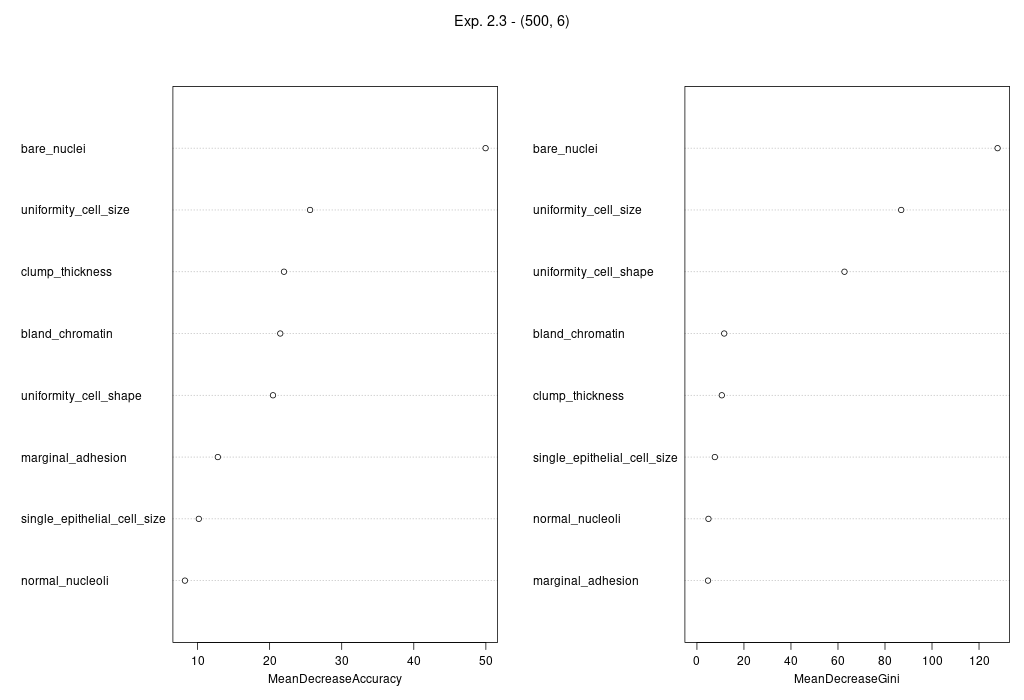 Exp. 2.3 - (500, 6)
bare_nuclei
uniformity_cell_size
clump_thickness
bland_chromatin
uniformity_cell_shape
marginal_adhesion
single_epithelial_cell_size
normal_nucleoli
10 20 30 40 50
MeanDecreaseAccuracy
bare_nuclei
uniformity_cell_size
uniformity_cell_shape
bland_chromatin
clump_thickness
single_epithelial_cell_size
normal_nucleoli
marginal_adhesion
0 20 40 60 80 100 120
MeanDecreaseGini